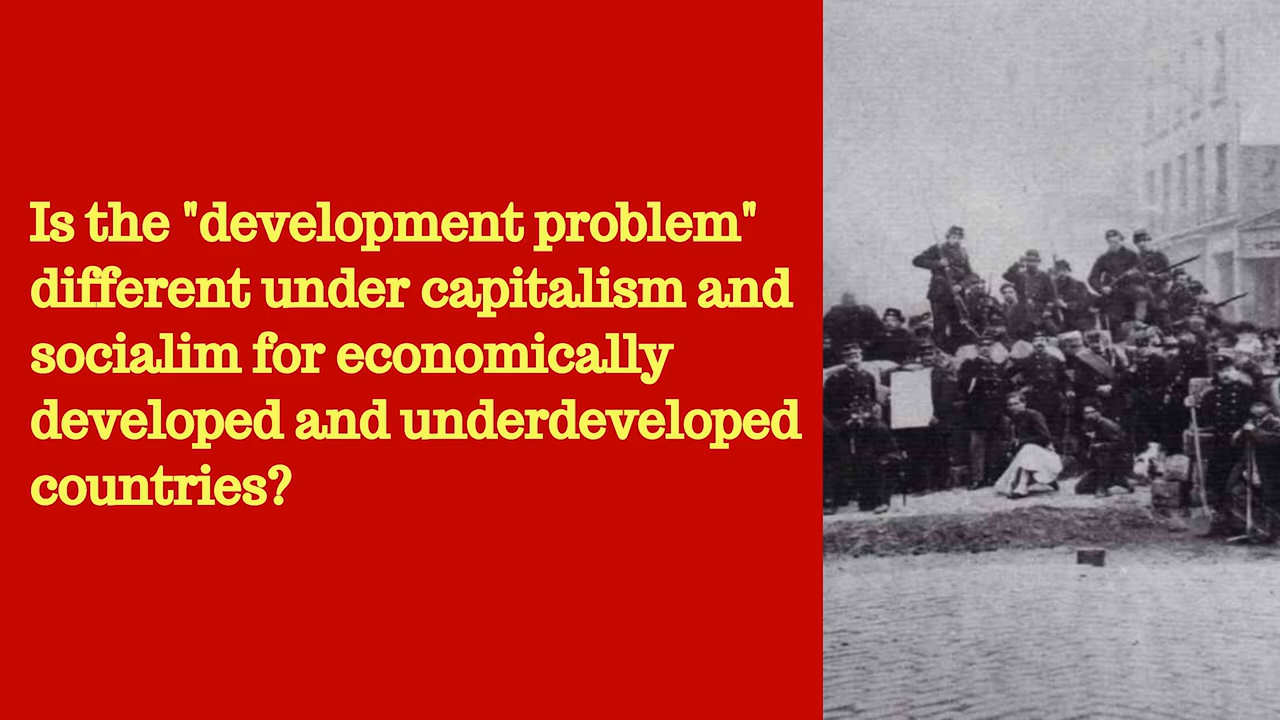 Is the "development problem"
different under capitalism and
socialim for economically
developed and underdeveloped
countries?